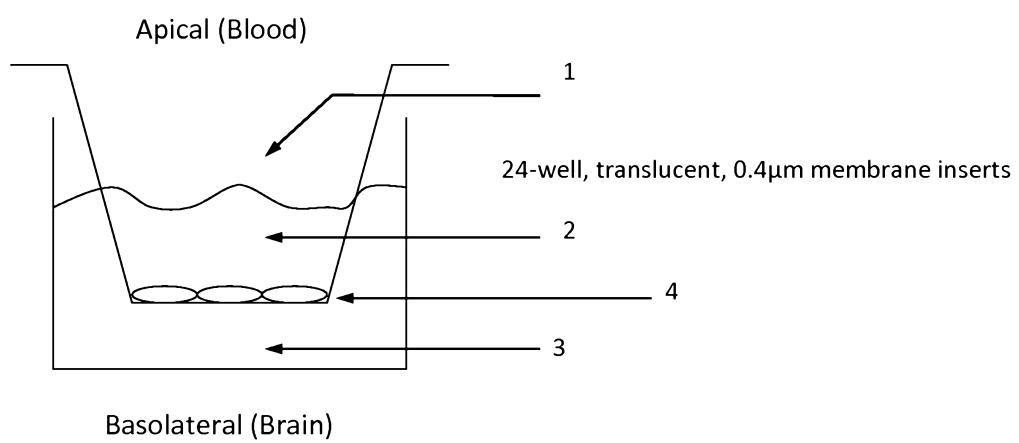 Apical (Blood)
1
24-well, translucent, 0.4µm membrane inserts
2
4
3
Basolateral (Brain)